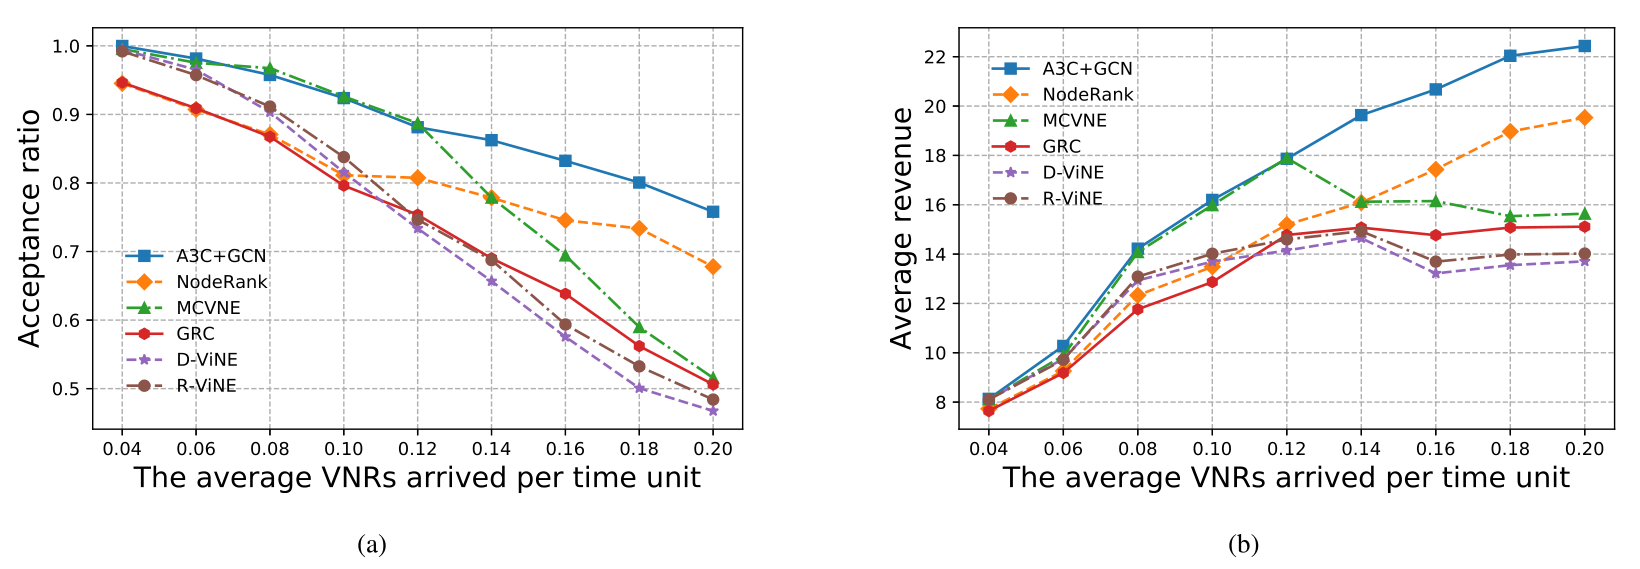 1.0
0.9
0.8
0.7
0.6
0.5
Acceptance ratio
A3C+GCN
NodeRank
MCVNE
GRC
D-ViNE
R-ViNE
0.04 0.06 0.08 0.10 0.12 0.14 0.16 0.18 0.20
The average VNRs arrived per time unit
(a)
22
20
18
16
14
12
10
8
Average revenue
A3C+GCN
NodeRank
MCVNE
GRC
D-ViNE
R-ViNE
0.04 0.06 0.08 0.10 0.12 0.14 0.16 0.18 0.20
The average VNRs arrived per time unit
(b)